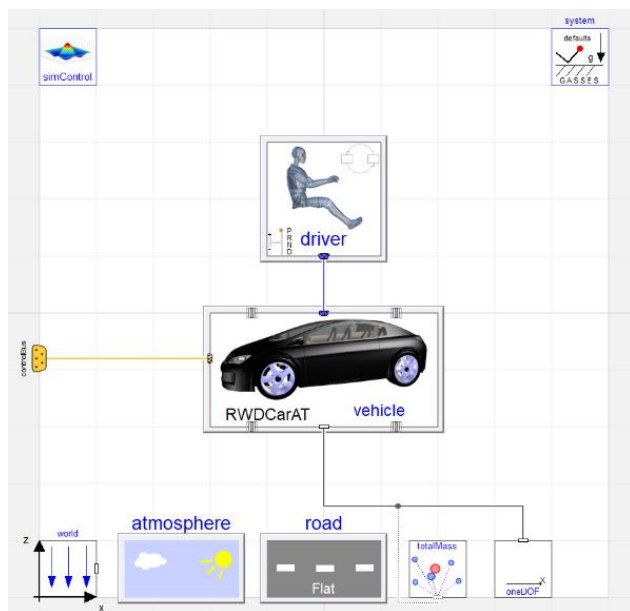 system
defaults
g
GASSES
simControl
P
R
N
D
driver
controlBus
RWDCarAT
vehicle
atmosphere
road
z
world
x
Flat
totalMass
x
oneDOF